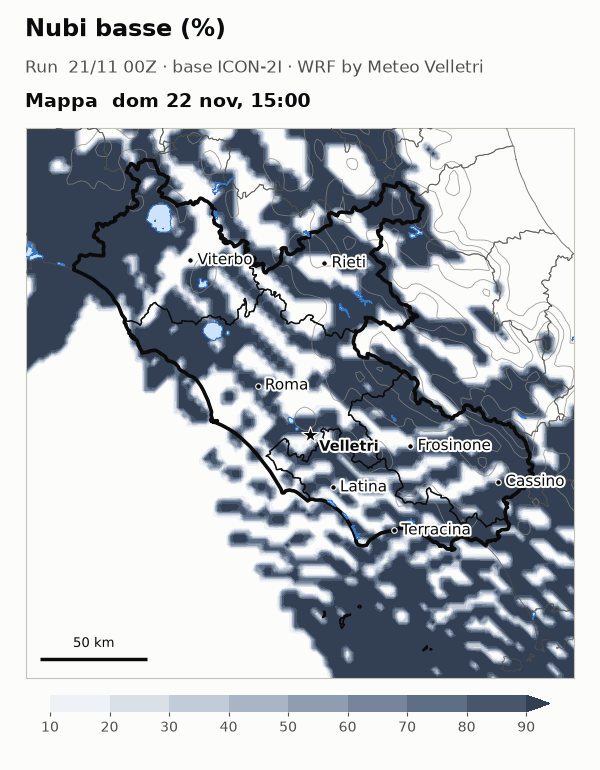 Nubi basse (%)
Run  21/11 00Z · base ICON-2I · WRF by Meteo Velletri
Mappa  dom 22 nov, 15:00
Viterbo
Rieti
Roma
Velletri
Frosinone
Cassino
Latina
Terracina
50 km
10 20 30 40 50 60 70 80 90